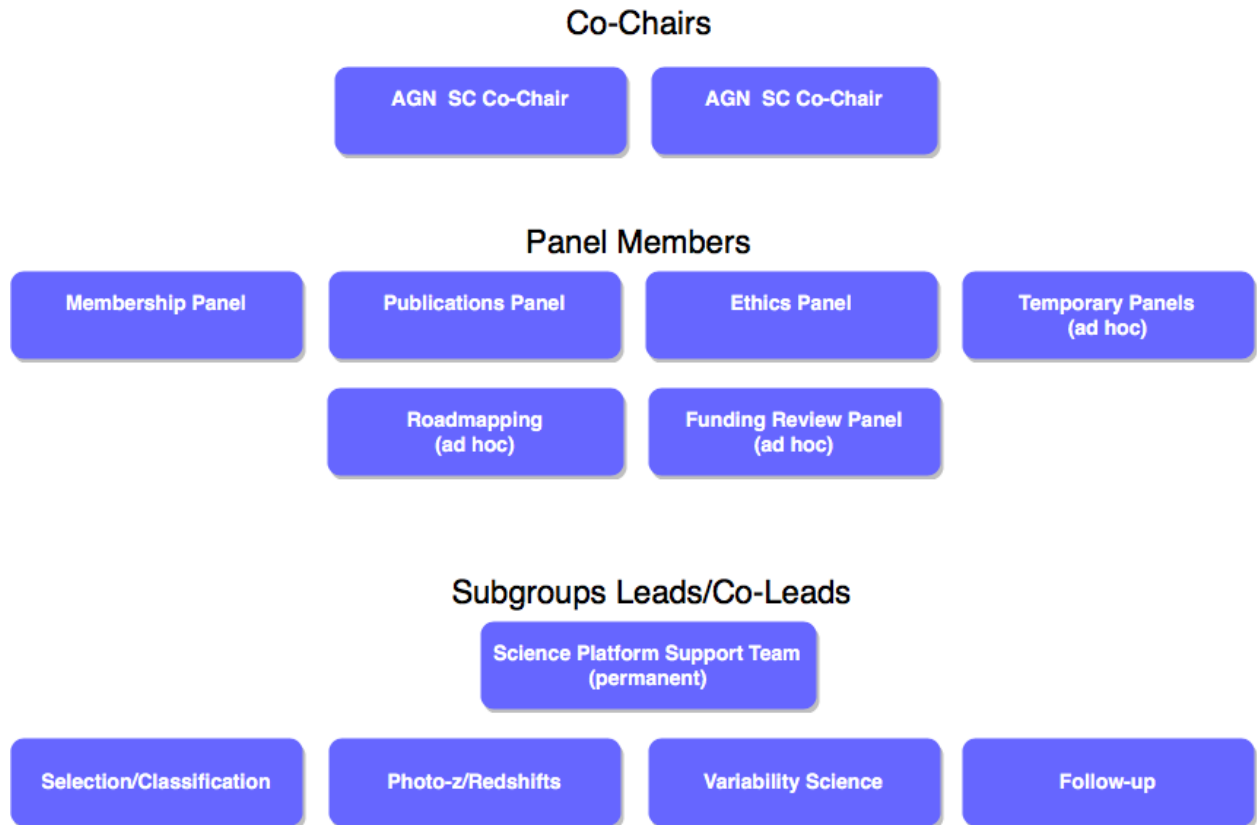 Co-Chairs
AGN SC Co-Chair
AGN SC Co-Chair
Panel Members
Membership Panel
Publications Panel
Ethics Panel
Temporary Panels
(ad hoc)
Roadmapping
(ad hoc)
Funding Review Panel
(ad hoc)
Subgroups Leads/Co-Leads
Science Platform Support Team
(permanent)
Selection/Classification
Photo-z/Redshifts
Variability Science
Follow-up